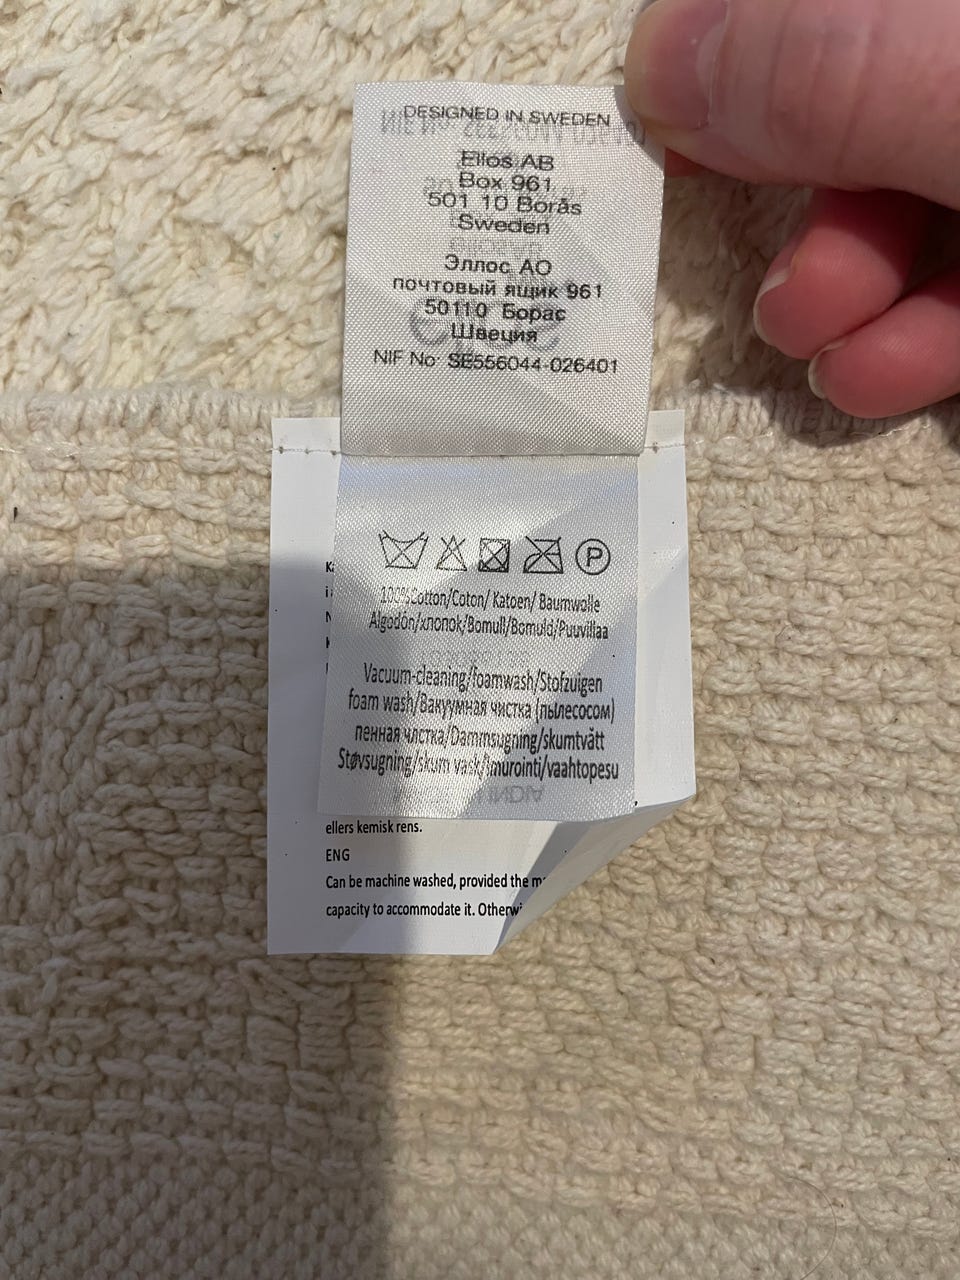 DESIGNED IN SWEDEN
Ellos AB
Box 961
501 10 Borås
Sweden
Эллос АО
почтовый ящик 961
50110 Борас
Швеция
NIF No: SE556044-026401
P
100%Cotton/Coton/ Katoen/ Baumwolle
Algodón/хлопок/Bomull/Bomuld/Puuvillaa
Vacuum-cleaning/foamwash/Stofzuigen
foam wash/Вакуумная чистка (пылесосом)
пенная чистка/Dammsugning/skumtvätt
Støvsugning/skum vask/imurointi/vaahtopesu
ellers kemisk rens.
ENG
Can be machine washed, provided the
capacity to accommodate it.